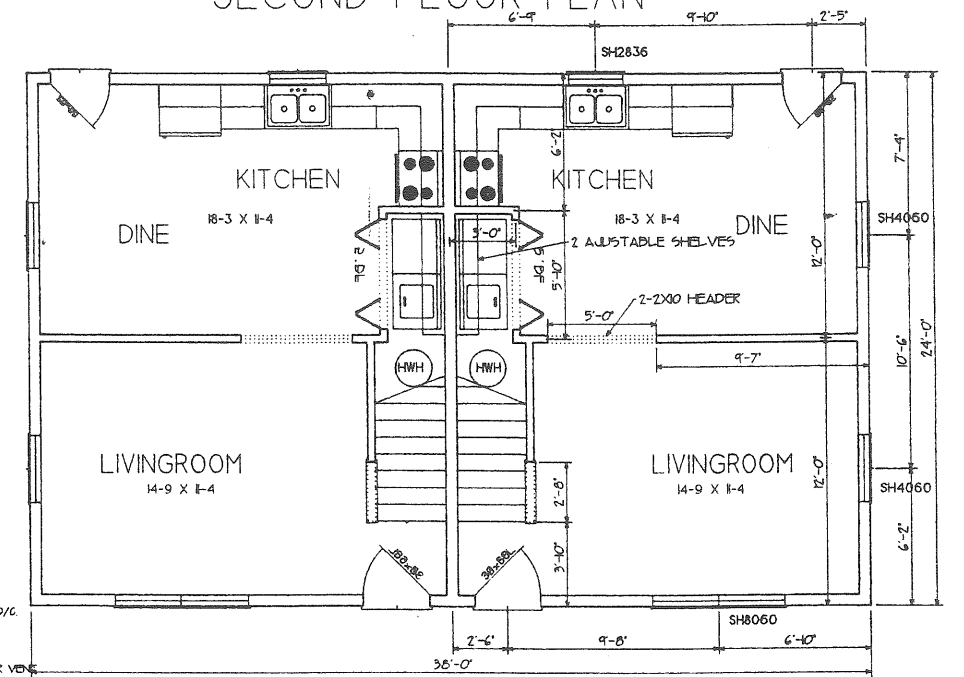 SECOND FLOOR PLAN
6'-9" 9'-10" 2'-5"
SH2836
KITCHEN
18-3 X 11-4
DINE
6'-2"
KITCHEN
18-3 X 11-4
DINE
7'-4"
SH4060
3'-0"
2 AJUSTABLE SHELVES
5'-10"
12'-0"
2-2X10 HEADER
5'-0"
10'-6"
24'-0"
9'-7"
HWH
HWH
LIVINGROOM
14-9 X 11-4
LIVINGROOM
14-9 X 11-4
2'-8"
12'-0"
SH4060
6'-2"
3'-10"
O/C.
SH8060
2'-6" 9'-8" 6'-10"
38'-0"